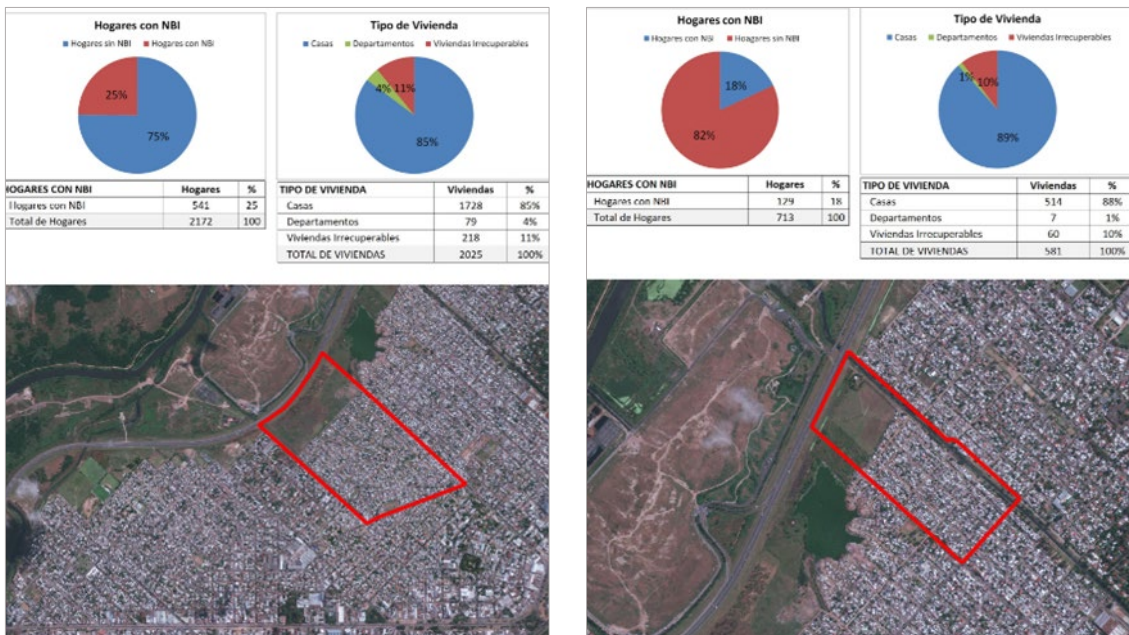 Hogares con NBI
Hogares sin NBI Hogares con NBI
25%
75%
Tipo de Vivienda
Casas Departamentos Viviendas Irrecuperables
4% 11%
85%
HOGARES CON NBI Hogares %
Hogares con NBI 541 25
Total de Hogares 2172 100
TIPO DE VIVIENDA Viviendas %
Casas 1728 85%
Departamentos 79 4%
Viviendas Irrecuperables 218 11%
TOTAL DE VIVIENDAS 2025 100%
Hogares con NBI
Hogares con NBI Hoagares sin NBI
18%
82%
Tipo de Vivienda
Casas Departamentos Viviendas Irrecuperables
1% 10%
89%
HOGARES CON NBI Hogares %
Hogares con NBI 129 18
Total de Hogares 713 100
TIPO DE VIVIENDA Viviendas %
Casas 514 88%
Departamentos 7 1%
Viviendas Irrecuperables 60 10%
TOTAL DE VIVIENDAS 581 100%